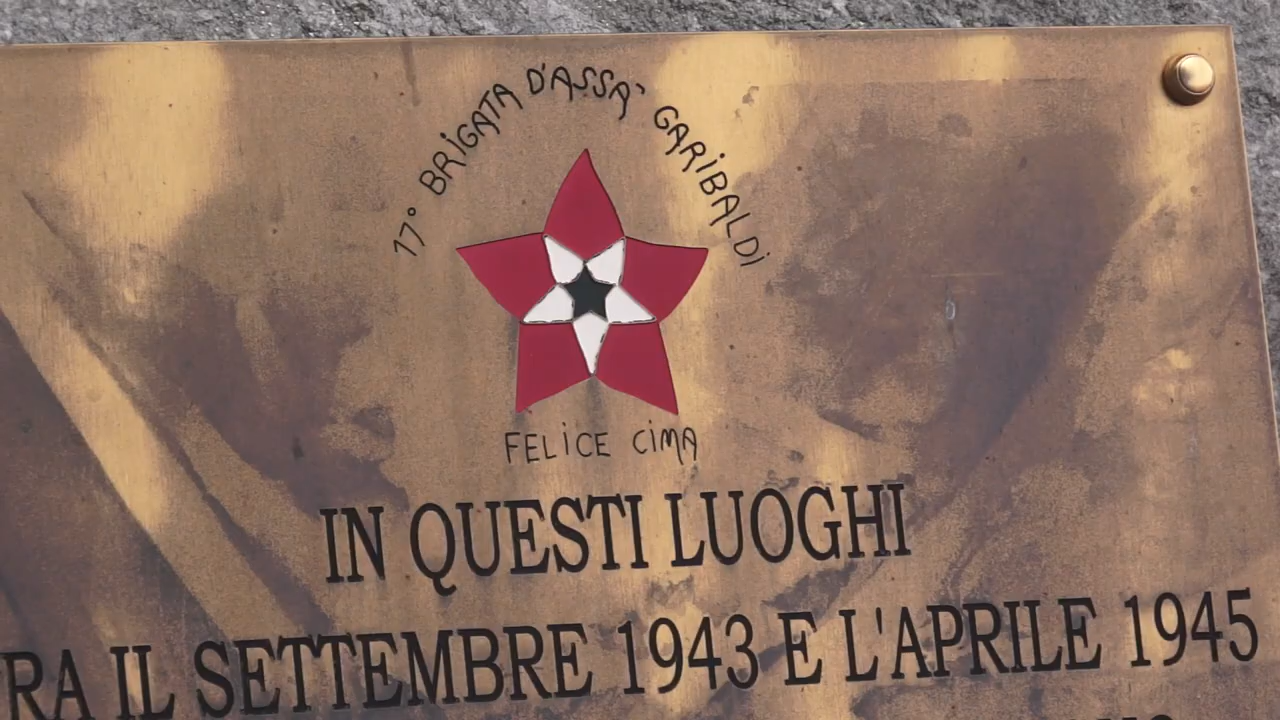 17° BRIGATA D'ASSA' GARIBALDI
FELICE CIMA
IN QUESTI LUOGHI
RA IL SETTEMBRE 1943 E L'APRILE 1945